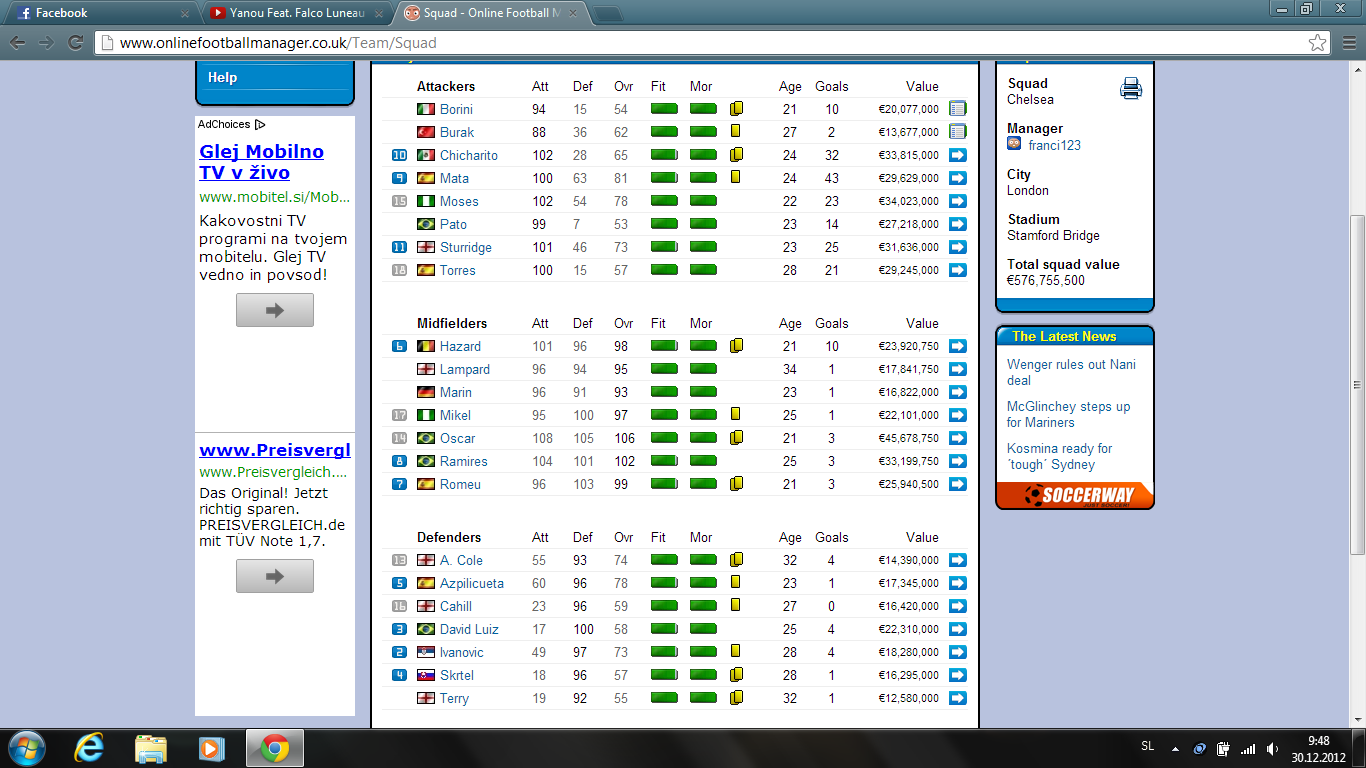 Facebook
Yanou Feat. Falco Luneau
Squad - Online Football M
www.onlinefootballmanager.co.uk/Team/Squad
Help
AdChoices
Glej Mobilno
TV v živo
www.mobitel.si/Mob...
Kakovostni TV
programi na tvojem
mobitelu. Glej TV
vedno in povsod!
www.Preisvergl
www.Preisvergleich....
Das Original! Jetzt
richtig sparen.
PREISVERGLEICH.de
mit TÜV Note 1,7.
Attackers Att Def Ovr Fit Mor Age Goals Value
Borini 94 15 54 21 10 €20,077,000
Burak 88 36 62 27 2 €13,677,000
10 Chicharito 102 28 65 24 32 €33,815,000
9 Mata 100 63 81 24 43 €29,629,000
15 Moses 102 54 78 22 23 €34,023,000
Pato 99 7 53 23 14 €27,218,000
11 Sturridge 101 46 73 23 25 €31,636,000
18 Torres 100 15 57 28 21 €29,245,000
Midfielders Att Def Ovr Fit Mor Age Goals Value
6 Hazard 101 96 98 21 10 €23,920,750
Lampard 96 94 95 34 1 €17,841,750
Marin 96 91 93 23 1 €16,822,000
17 Mikel 95 100 97 25 1 €22,101,000
14 Oscar 108 105 106 21 3 €45,678,750
8 Ramires 104 101 102 25 3 €33,199,750
7 Romeu 96 103 99 21 3 €25,940,500
Defenders Att Def Ovr Fit Mor Age Goals Value
13 A. Cole 55 93 74 32 4 €14,390,000
5 Azpilicueta 60 96 78 23 1 €17,345,000
16 Cahill 23 96 59 27 0 €16,420,000
3 David Luiz 17 100 58 25 4 €22,310,000
2 Ivanovic 49 97 73 28 4 €18,280,000
4 Skrtel 18 96 57 28 1 €16,295,000
Terry 19 92 55 32 1 €12,580,000
Squad
Chelsea
Manager
franci123
City
London
Stadium
Stamford Bridge
Total squad value
€576,755,500
The Latest News
Wenger rules out Nani
deal
McGlinchey steps up
for Mariners
Kosmina ready for
´tough´ Sydney
SOCCERWAY
JUST SOCCER!
SL
9:48
30.12.2012